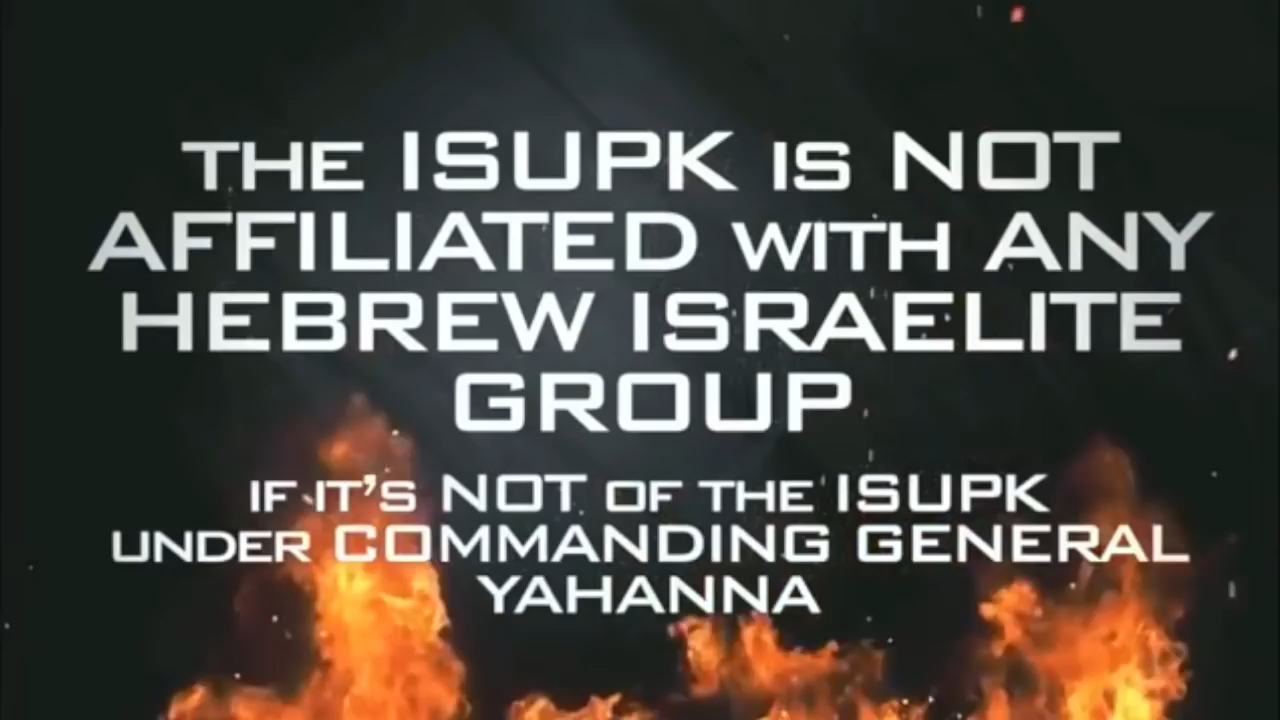 THE ISUPK IS NOT
AFFILIATED WITH ANY
HEBREW ISRAELITE
GROUP
IF IT'S NOT OF THE ISUPK
UNDER COMMANDING GENERAL
YAHANNA